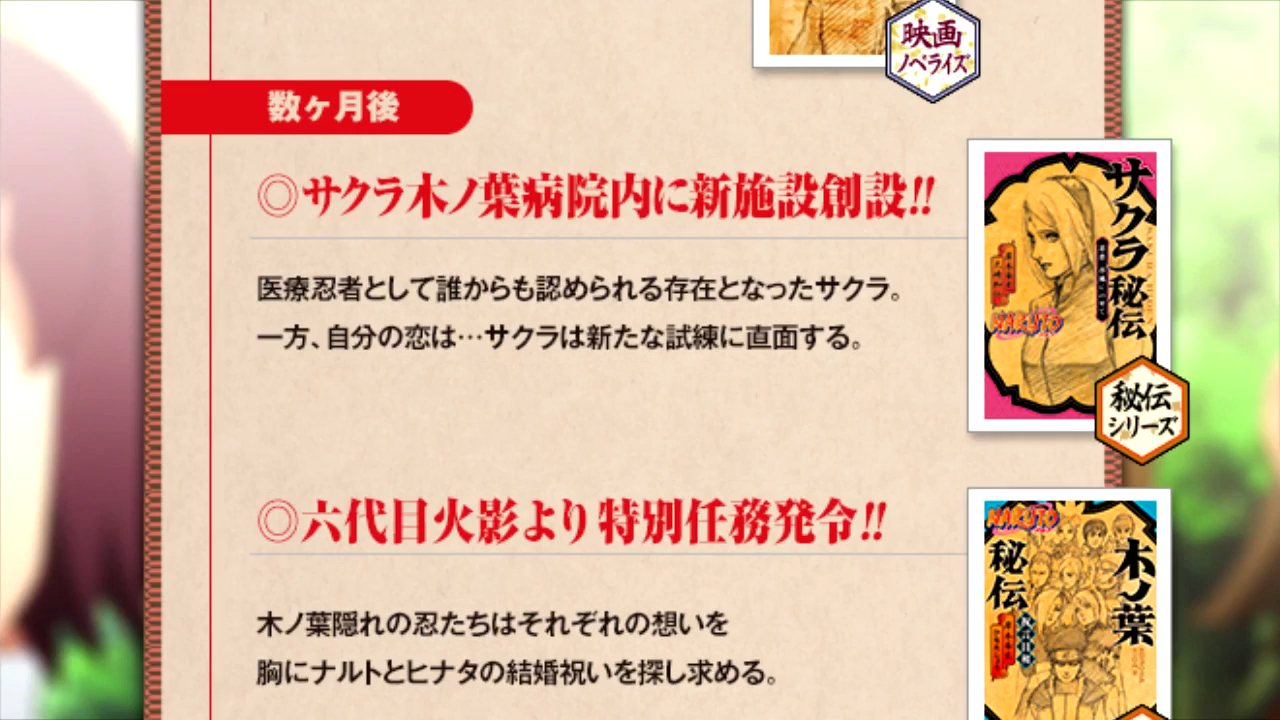 映画
ノベライズ
数ヶ月後
◎サクラ木ノ葉病院内に新施設創設!!
医療忍者として誰からも認められる存在となったサクラ。
一方、自分の恋は…サクラは新たな試練に直面する。
サクラ秘伝
NARUTO
秘伝
シリーズ
◎六代目火影より特別任務発令!!
木ノ葉隠れの忍たちはそれぞれの想いを
胸にナルトとヒナタの結婚祝いを探し求める。
NARUTO
木ノ葉
秘伝